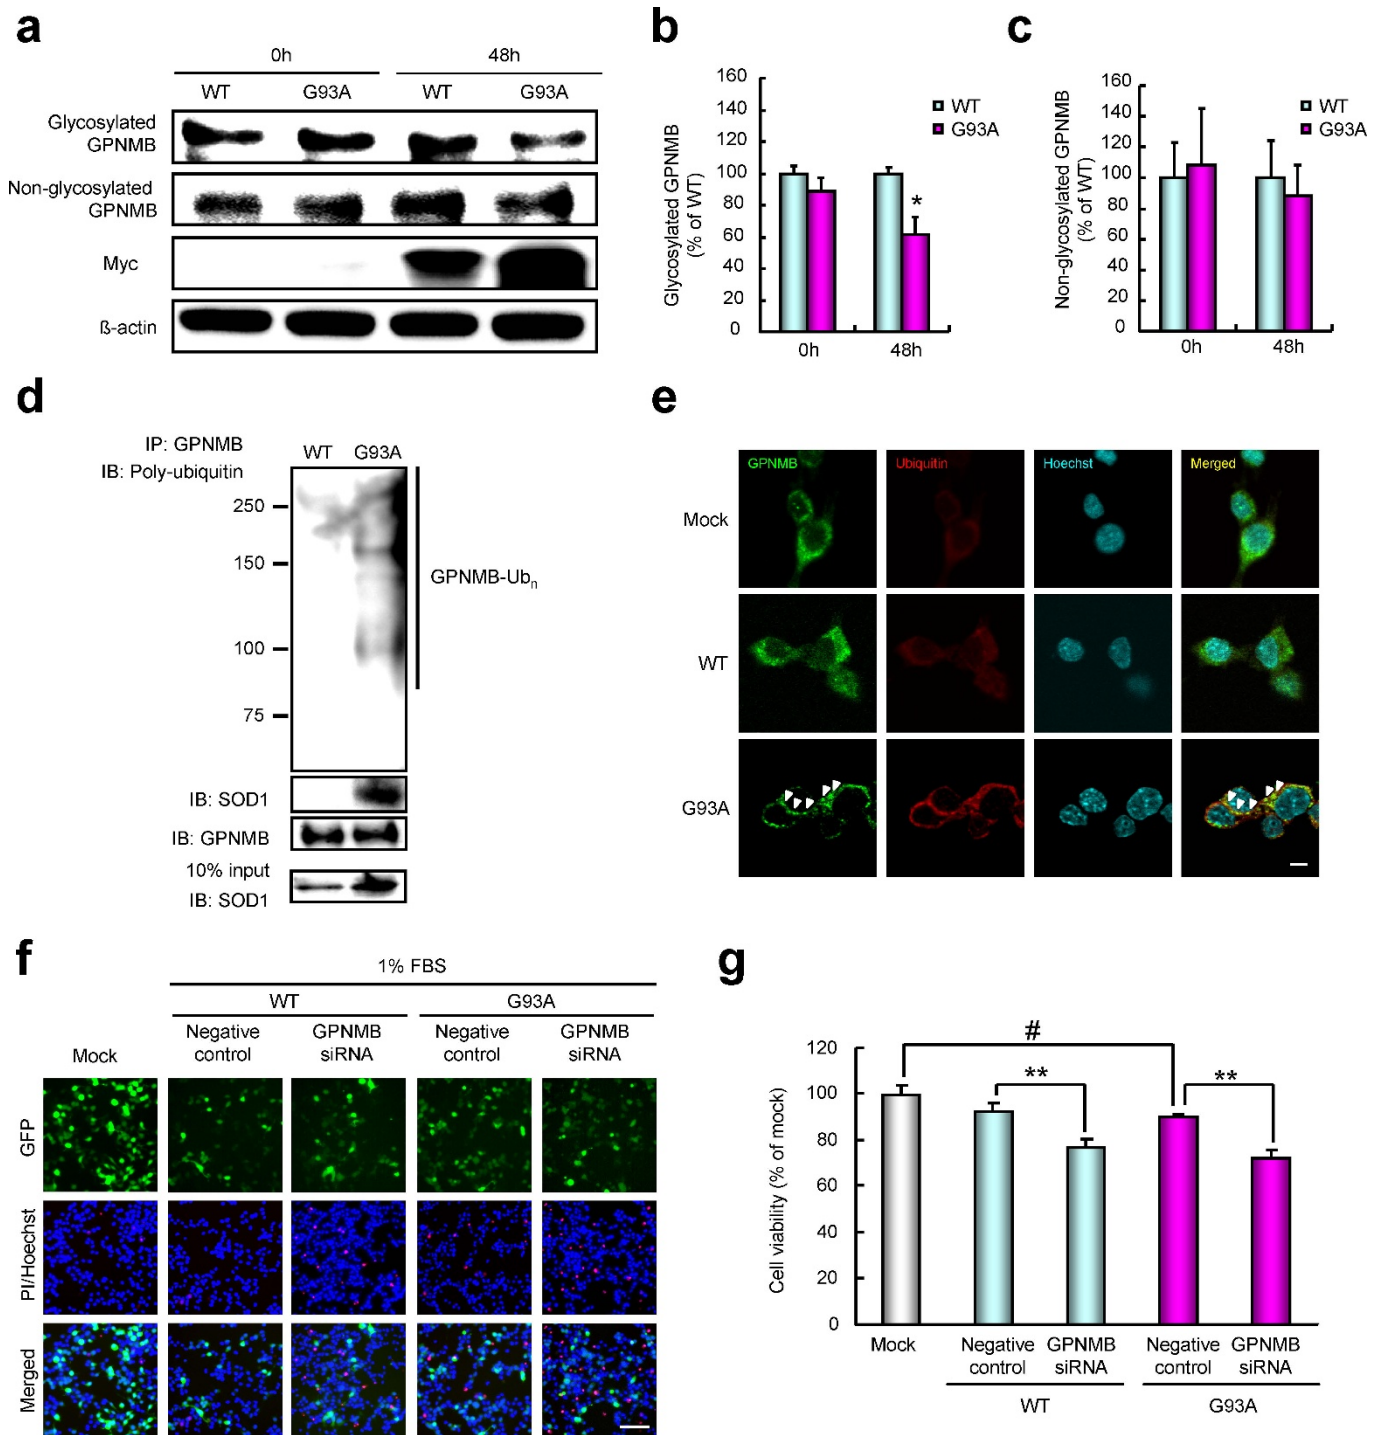 a
0h 48h
WT G93A WT G93A
Glycosylated
GPNMB
Non-glycosylated
GPNMB
Myc
ß-actin
b
Glycosylated GPNMB
(% of WT)
160
140
120
100
80
60
40
20
0
WT
G93A
*
0h 48h
c
Non-glycosylated GPNMB
(% of WT)
160
140
120
100
80
60
40
20
0
WT
G93A
0h 48h
d
IP: GPNMB
IB: Poly-ubiquitin
WT G93A
250
150
100
75
GPNMB-Ubn
IB: SOD1
IB: GPNMB
10% input
IB: SOD1
e
GPNMB Ubiquitin Hoechst Merged
Mock
WT
G93A
f
1% FBS
WT G93A
Mock
Negative
control
GPNMB
siRNA
Negative
control
GPNMB
siRNA
GFP
PI/Hoechst
Merged
g
Cell viability (% of mock)
120
100
80
60
40
20
0
#
** **
Mock
Negative
control
GPNMB
siRNA
Negative
control
GPNMB
siRNA
WT G93A